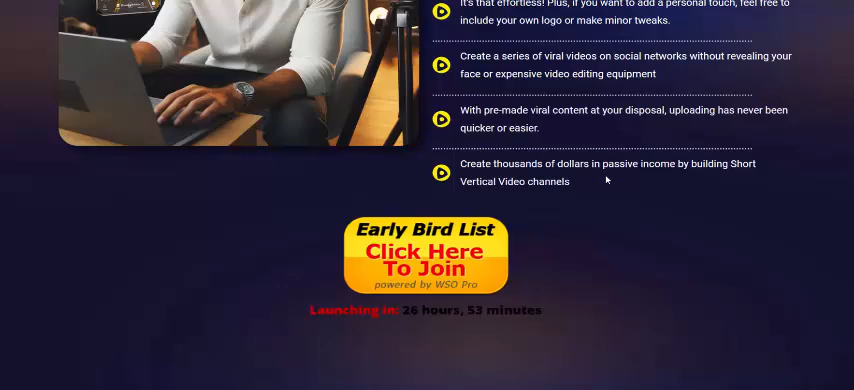 It's that effortless! Plus, if you want to add a personal touch, feel free to
include your own logo or make minor tweaks.
Create a series of viral videos on social networks without revealing your
face or expensive video editing equipment
With pre-made viral content at your disposal, uploading has never been
quicker or easier.
Create thousands of dollars in passive income by building Short
Vertical Video channels
Early Bird List
Click Here
To Join
powered by WSO Pro
Launching in: 26 hours, 53 minutes